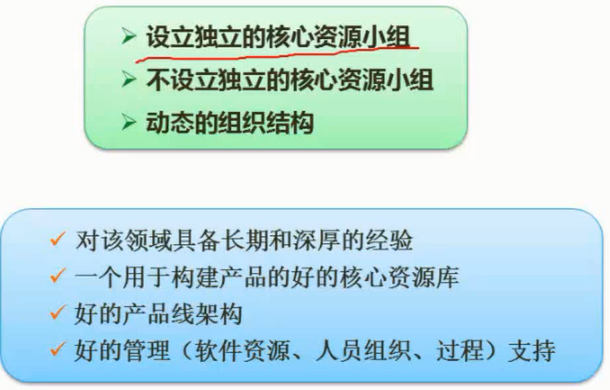 设立独立的核心资源小组
不设立独立的核心资源小组
动态的组织结构
对该领域具备长期和深厚的经验
一个用于构建产品的好的核心资源库
好的产品线架构
好的管理（软件资源、人员组织、过程）支持